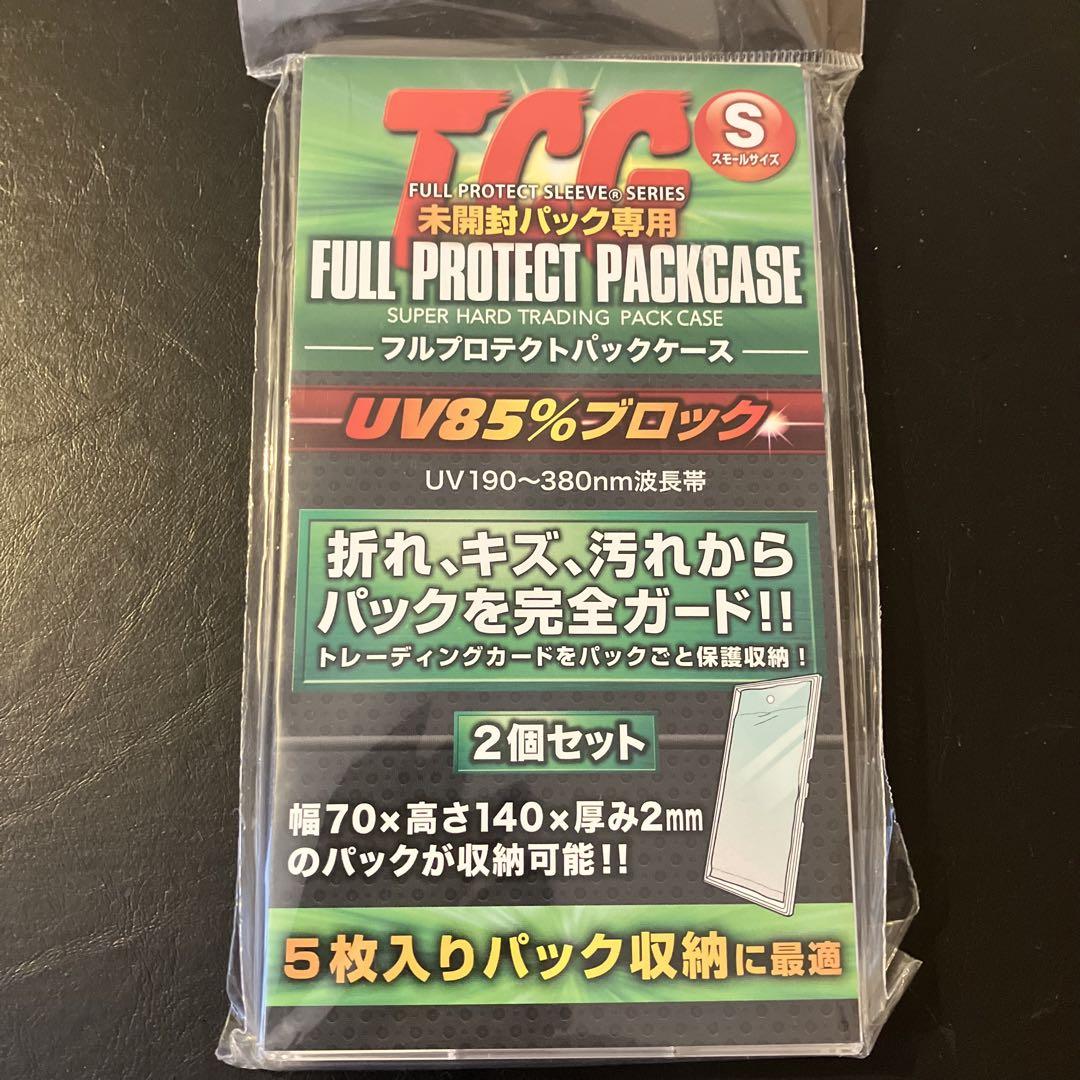 TCG
S
スモールサイズ
FULL PROTECT SLEEVE® SERIES
未開封パック専用
FULL PROTECT PACKCASE
SUPER HARD TRADING PACK CASE
フルプロテクトパックケース
UV85%ブロック
UV190〜380nm波長帯
折れ、キズ、汚れから
パックを完全ガード!!
トレーディングカードをパックごと保護収納！
2個セット
幅70×高さ140×厚み2㎜
のパックが収納可能!!
5枚入りパック収納に最適